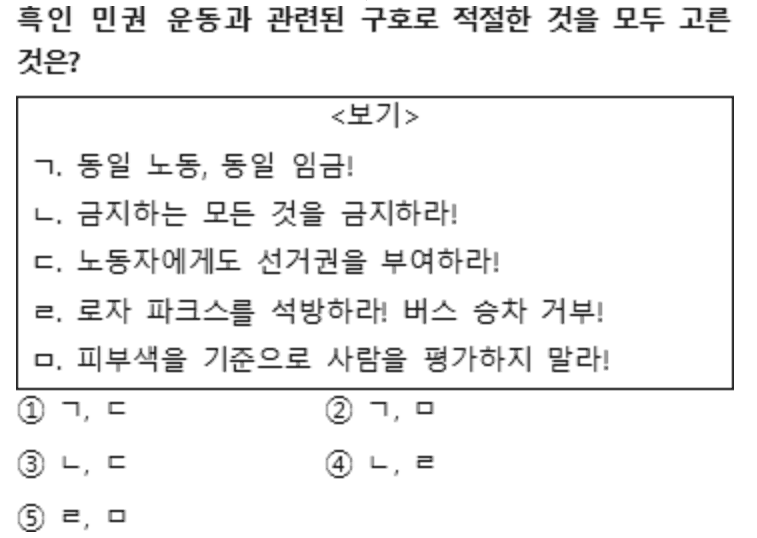 흑인 민권 운동과 관련된 구호로 적절한 것을 모두 고른
것은?
<보기>
ㄱ. 동일 노동, 동일 임금!
ㄴ. 금지하는 모든 것을 금지하라!
ㄷ. 노동자에게도 선거권을 부여하라!
ㄹ. 로자 파크스를 석방하라! 버스 승차 거부!
ㅁ. 피부색을 기준으로 사람을 평가하지 말라!
① ㄱ, ㄷ ② ㄱ, ㅁ
③ ㄴ, ㄷ ④ ㄴ, ㄹ
⑤ ㄹ, ㅁ